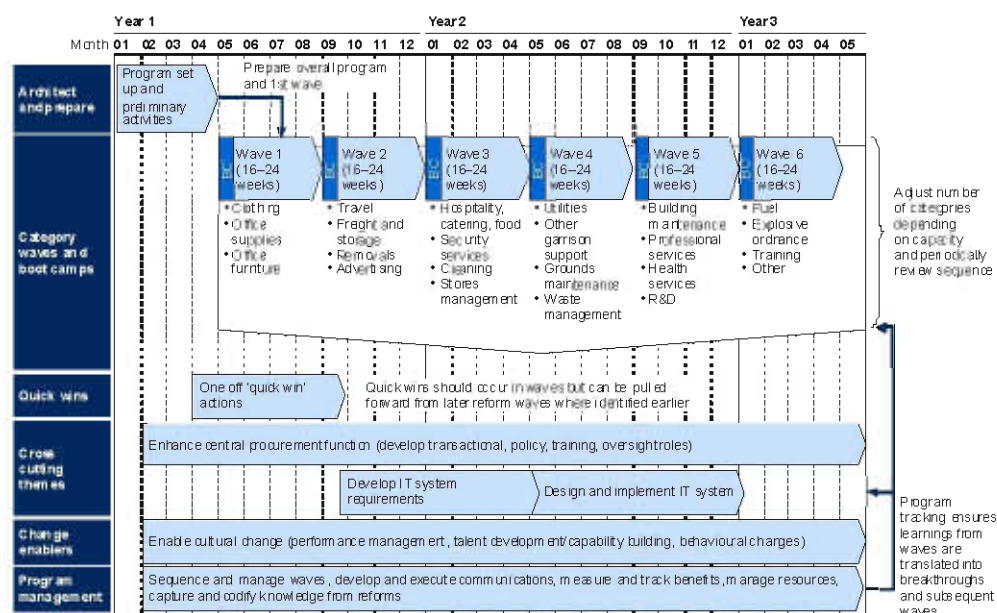 Year 1
Year2
Year3
Month 01 02 03 04 05 06 07 08 09 10 11 12 01 02 03 04 05 06 07 08 09 10 11 12 01 02 03 04 05
Architect
and prepare
Program set
up and
preliminary
activities
Prepare overall program
and 1st wave
Category
waves and
boot camps
BC
Wave 1
(16–24
weeks)
• Clothing
• Office
supplies
• Office
furniture
BC
Wave 2
(16–24
weeks)
• Travel
• Freight and
storage
• Removals
• Advertising
BC
Wave 3
(16–24
weeks)
• Hospitality,
catering, food
• Security
services
• Cleaning
• Stores
management
BC
Wave 4
(16–24
weeks)
• Utilities
• Other
garrison
support
• Grounds
maintenance
• Waste
management
BC
Wave 5
(16–24
weeks)
• Building
maintenance
• Professional
services
• Health
services
• R&D
BC
Wave 6
(16–24
weeks)
• Fuel
• Explosive
ordnance
• Training
• Other
Adjust number
of categories
depending
on capacity
and periodically
review sequence
Quick wins
One off 'quick win'
actions
Quick wins should occur in waves but can be pulled
forward from later reform waves where identified earlier
Cross
cutting
themes
Enhance central procurement function (develop transactional, policy, training, oversight roles)
Develop IT system
requirements
Design and implement IT system
Change
enablers
Enable cultural change (performance management, talent development/capability building, behavioural charges)
Program
management
Sequence and manage waves, develop and execute communications, measure and track benefits, manage resources,
capture and codify knowledge from reforms
Program
tracking ensures
learnings from
waves are
translated into
breakthroughs
and subsequent
waves